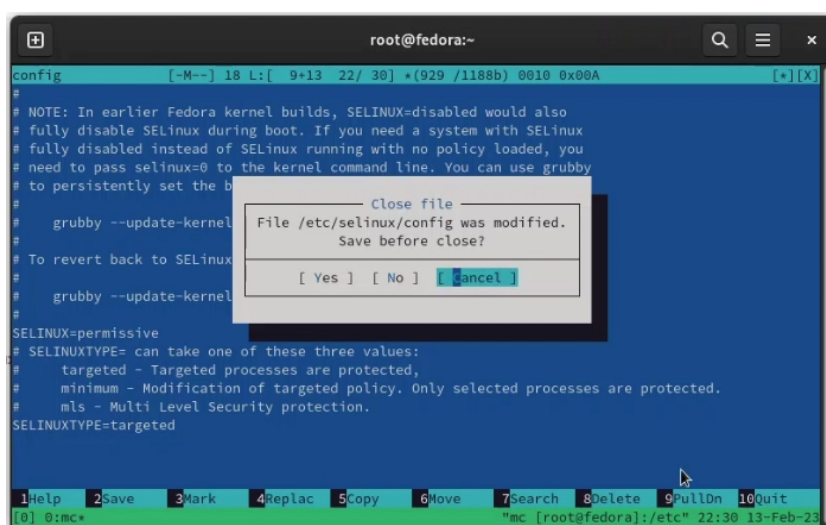 root@fedora:~
config [-M--] 18 L:[ 9+13 22/ 30] *(929 /1188b) 0010 0x00A [*][X]
#
# NOTE: In earlier Fedora kernel builds, SELINUX=disabled would also
# fully disable SELinux during boot. If you need a system with SELinux
# fully disabled instead of SELinux running with no policy loaded, you
# need to pass selinux=0 to the kernel command line. You can use grubby
# to persistently set the b
#
# grubby --update-kernel
#
# To revert back to SELinux
#
# grubby --update-kernel
#
Close file
File /etc/selinux/config was modified.
Save before close?
[ Yes ] [ No ] [ Cancel ]
SELINUX=permissive
# SELINUXTYPE= can take one of these three values:
# targeted - Targeted processes are protected,
# minimum - Modification of targeted policy. Only selected processes are protected.
# mls - Multi Level Security protection.
SELINUXTYPE=targeted
1Help 2Save 3Mark 4Replac 5Copy 6Move 7Search 8Delete 9PullDn 10Quit
[0] 0:mc* "mc [root@fedora]:/etc" 22:30 13-Feb-23